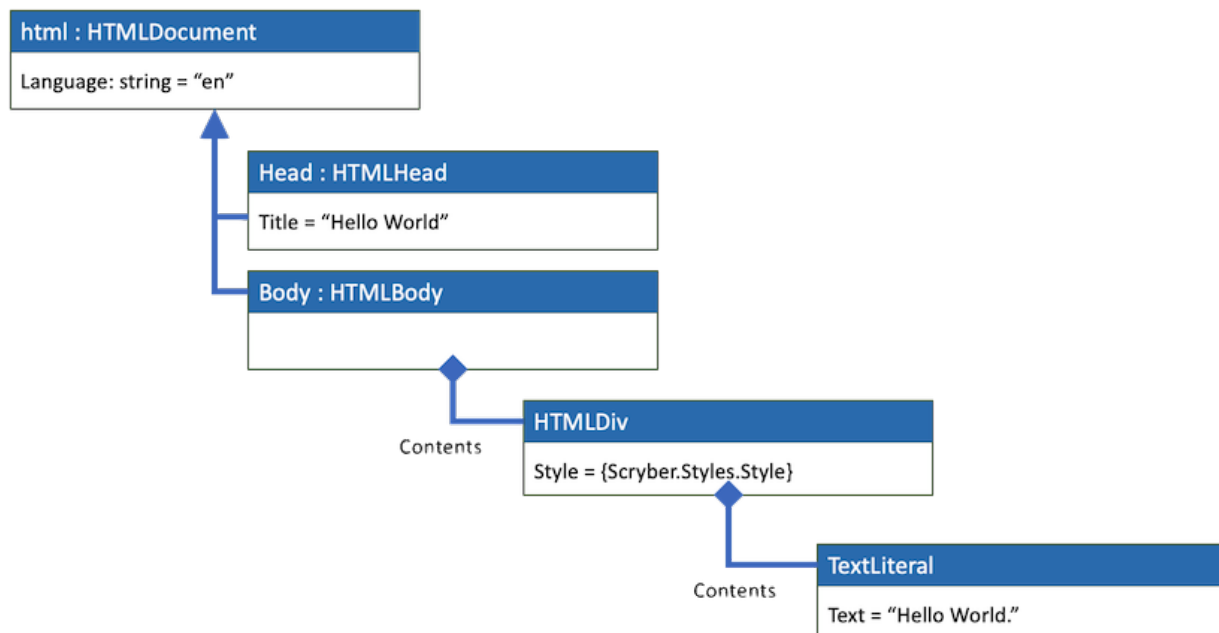 html : HTMLDocument
Language: string = “en”
Head : HTMLHead
Title = “Hello World”
Body : HTMLBody
Contents
HTMLDiv
Style = {Scryber.Styles.Style}
Contents
TextLiteral
Text = “Hello World.”